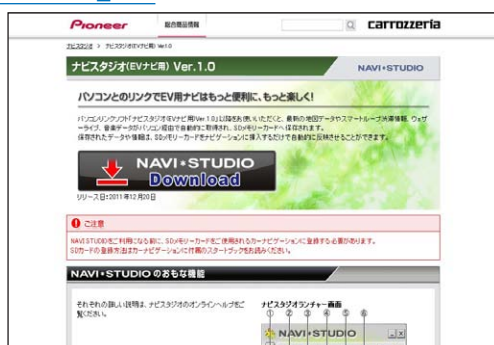 Pioneer
総合商品情報
carrozzeria
ナビスタジオ > ナビスタジオ(EVナビ用) Ver.1.0
ナビスタジオ(EVナビ用) Ver.1.0
NAVI*STUDIO
パソコンとのリンクでEV用ナビはもっと便利に、もっと楽しく!
パソコンリンクソフト「ナビスタジオ(EVナビ用)Ver.1.0」以降をお使いいただくと、最新の地図データやスマートループ渋滞情報、ウェザ
ーライブ、音楽データがパソコン経由で自動的に取得され、SDメモリーカードへ保存されます。
保存されたデータや情報は、SDメモリーカードをナビゲーションに挿入するだけで自動的に反映させることができます。
NAVI*STUDIO
Download
リリース日:2011年12月20日
ご注意
NAVI STUDIOをご利用になる前に、SDメモリーカードをご使用されるカーナビゲーションに登録する必要があります。
SDカードの登録方法はカーナビゲーションに付属のスタートブックをお読みください。
NAVI*STUDIO のおもな機能
それぞれの詳しい説明は、ナビスタジオのオンラインヘルプをご
覧ください。
ナビスタジオランチャー画面
① ② ③ ④ ⑤ ⑥
NAVI*STUDIO